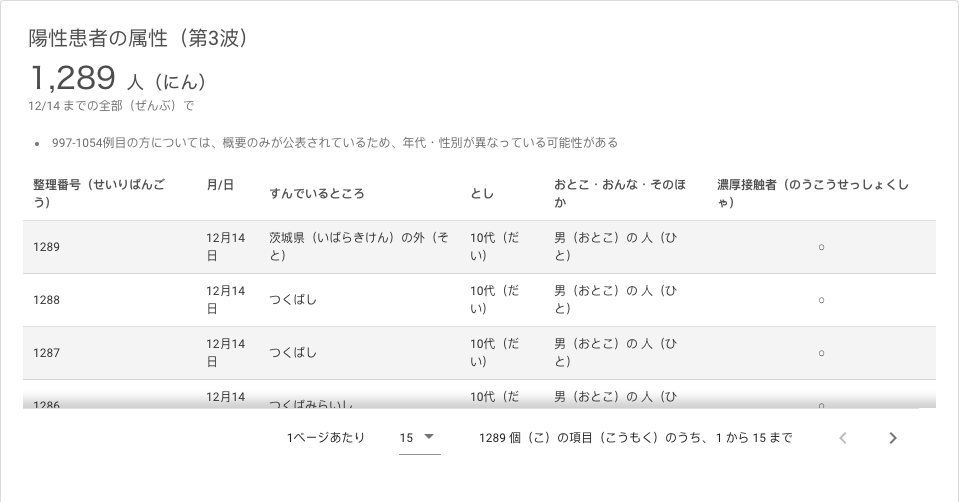 陽性患者の属性（第3波）
1,289 人（にん）
12/14 までの全部（ぜんぶ）で
• 997-1054例目の方については、概要のみが公表されているため、年代・性別が異なっている可能性がある
整理番号（せいりばんごう） 月/日 すんでいるところ とし おとこ・おんな・そのほか 濃厚接触者（のうこうせっしょくしゃ）
1289 12月14日 茨城県（いばらきけん）の外（そと） 10代（だい） 男（おとこ）の 人（ひと） ○
1288 12月14日 つくばし 10代（だい） 男（おとこ）の 人（ひと） ○
1287 12月14日 つくばし 10代（だい） 男（おとこ）の 人（ひと） ○
1286 12月14 つくばみらいし 10代（だ 男（おとこ）の 人（ひ ○
1ページあたり 15 1289 個（こ）の項目（こうもく）のうち、1 から 15 まで